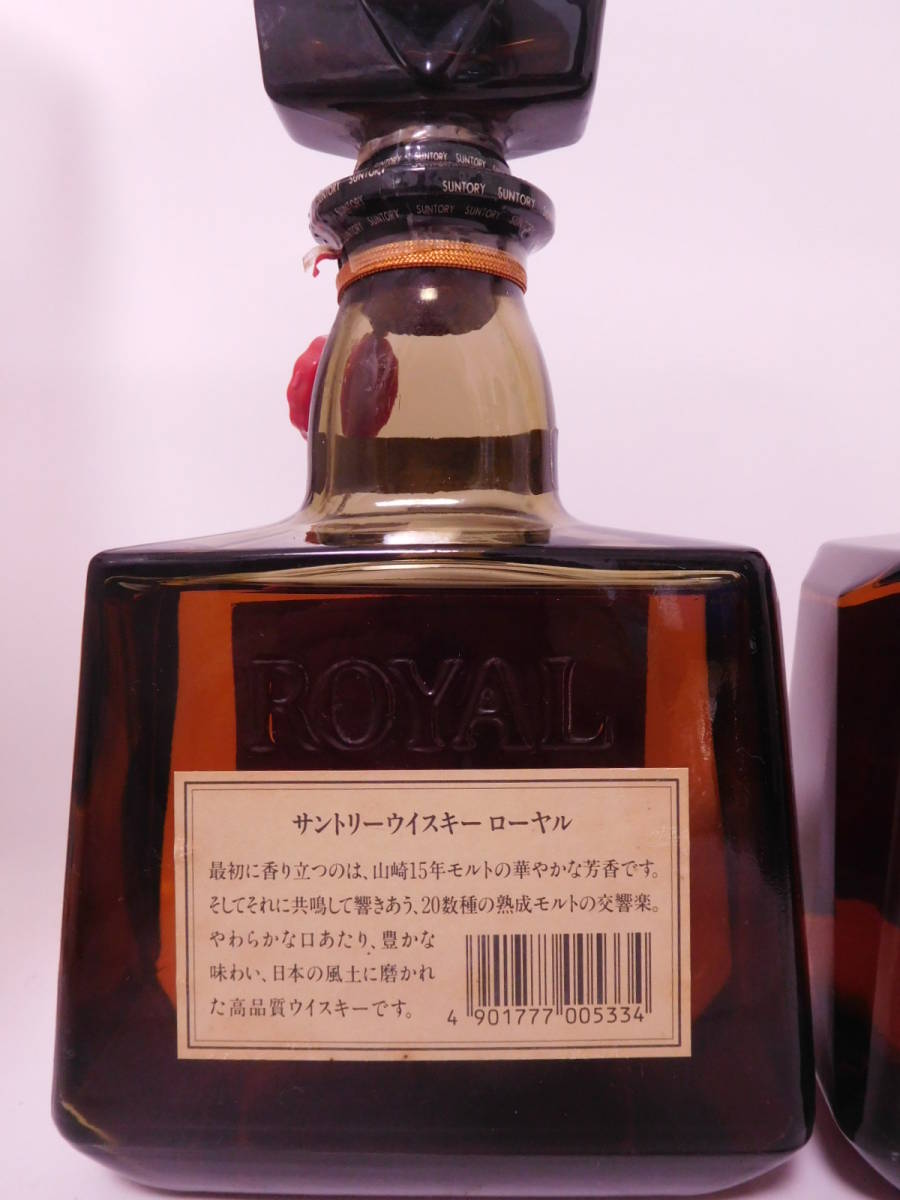 SUNTORY SUNTORY SUNTORY
SUNTORY SUNTORY SUNTORY
SUNTORY SUNTORY SUNTORY SUNTORY
ROYAL
サントリーウイスキー ローヤル
最初に香り立つのは、山崎15年モルトの華やかな芳香です。
そしてそれに共鳴して響きあう、20数種の熟成モルトの交響楽。
やわらかな口あたり、豊かな
味わい、日本の風土に磨かれ
た高品質ウイスキーです。
4 901777 005334